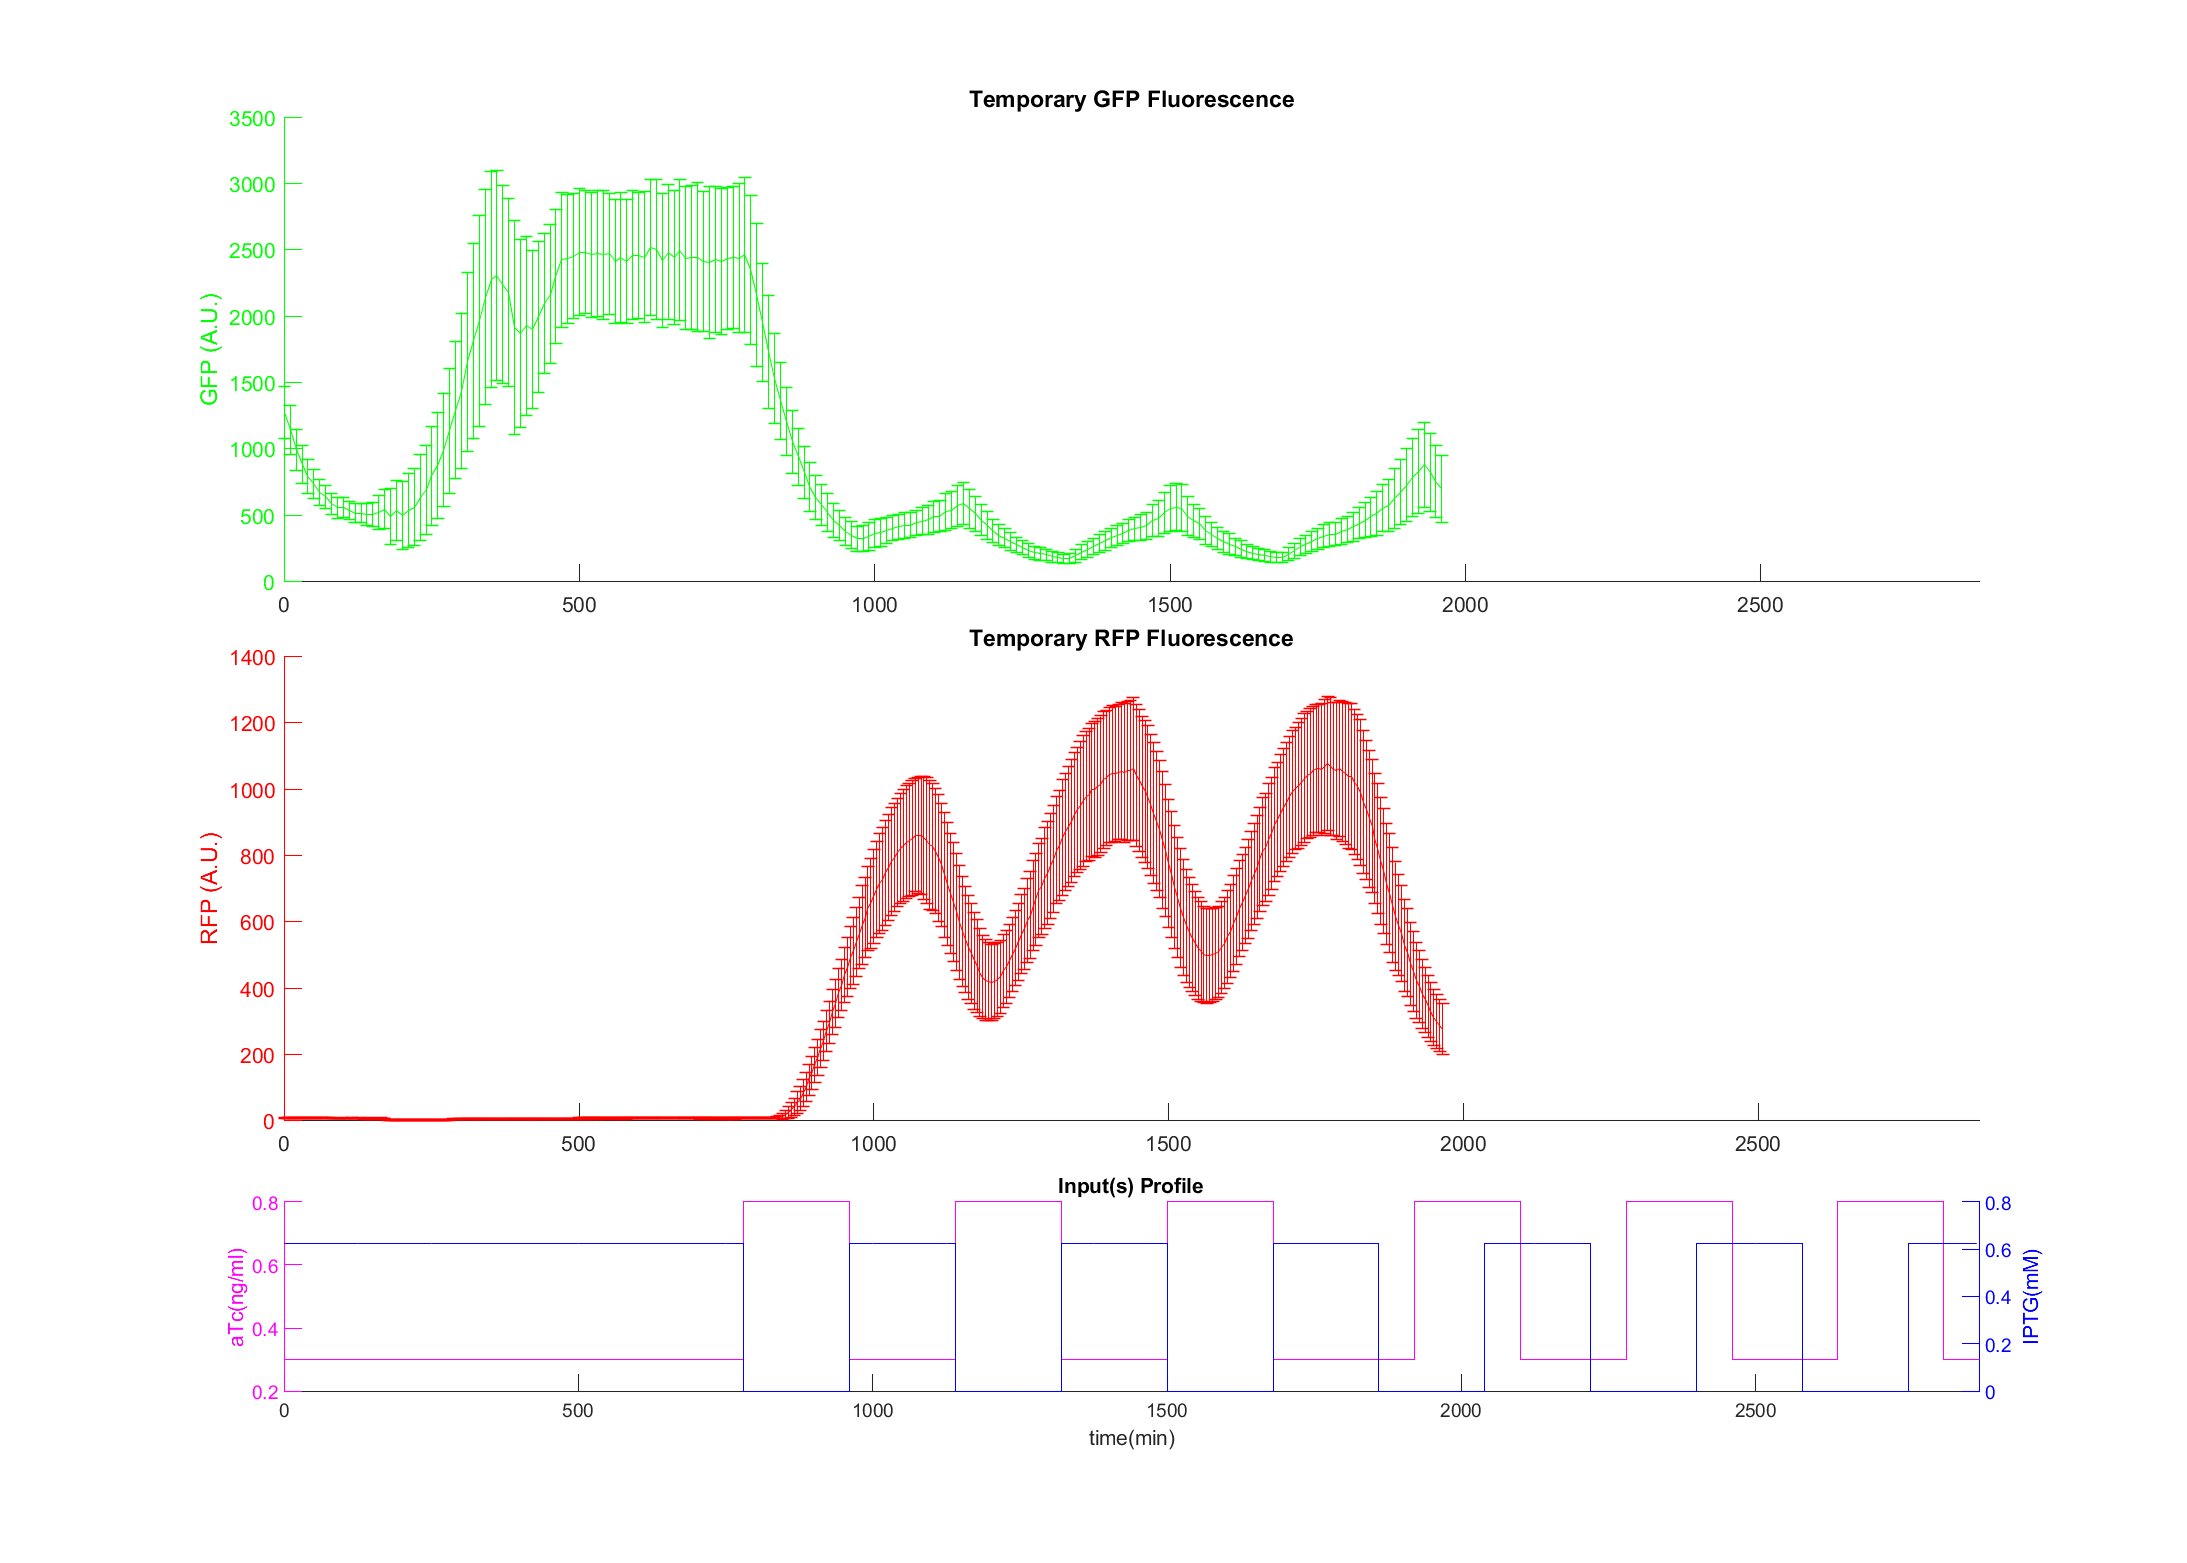 Temporary GFP Fluorescence
GFP (A.U.)
3500
3000
2500
2000
1500
1000
500
0
0 500 1000 1500 2000 2500
Temporary RFP Fluorescence
RFP (A.U.)
1400
1200
1000
800
600
400
200
0
0 500 1000 1500 2000 2500
Input(s) Profile
aTc(ng/ml)
0.8
0.6
0.4
0.2
0.8
0.6
0.4
0.2
0
IPTG(mM)
0 500 1000 1500 2000 2500
time(min)